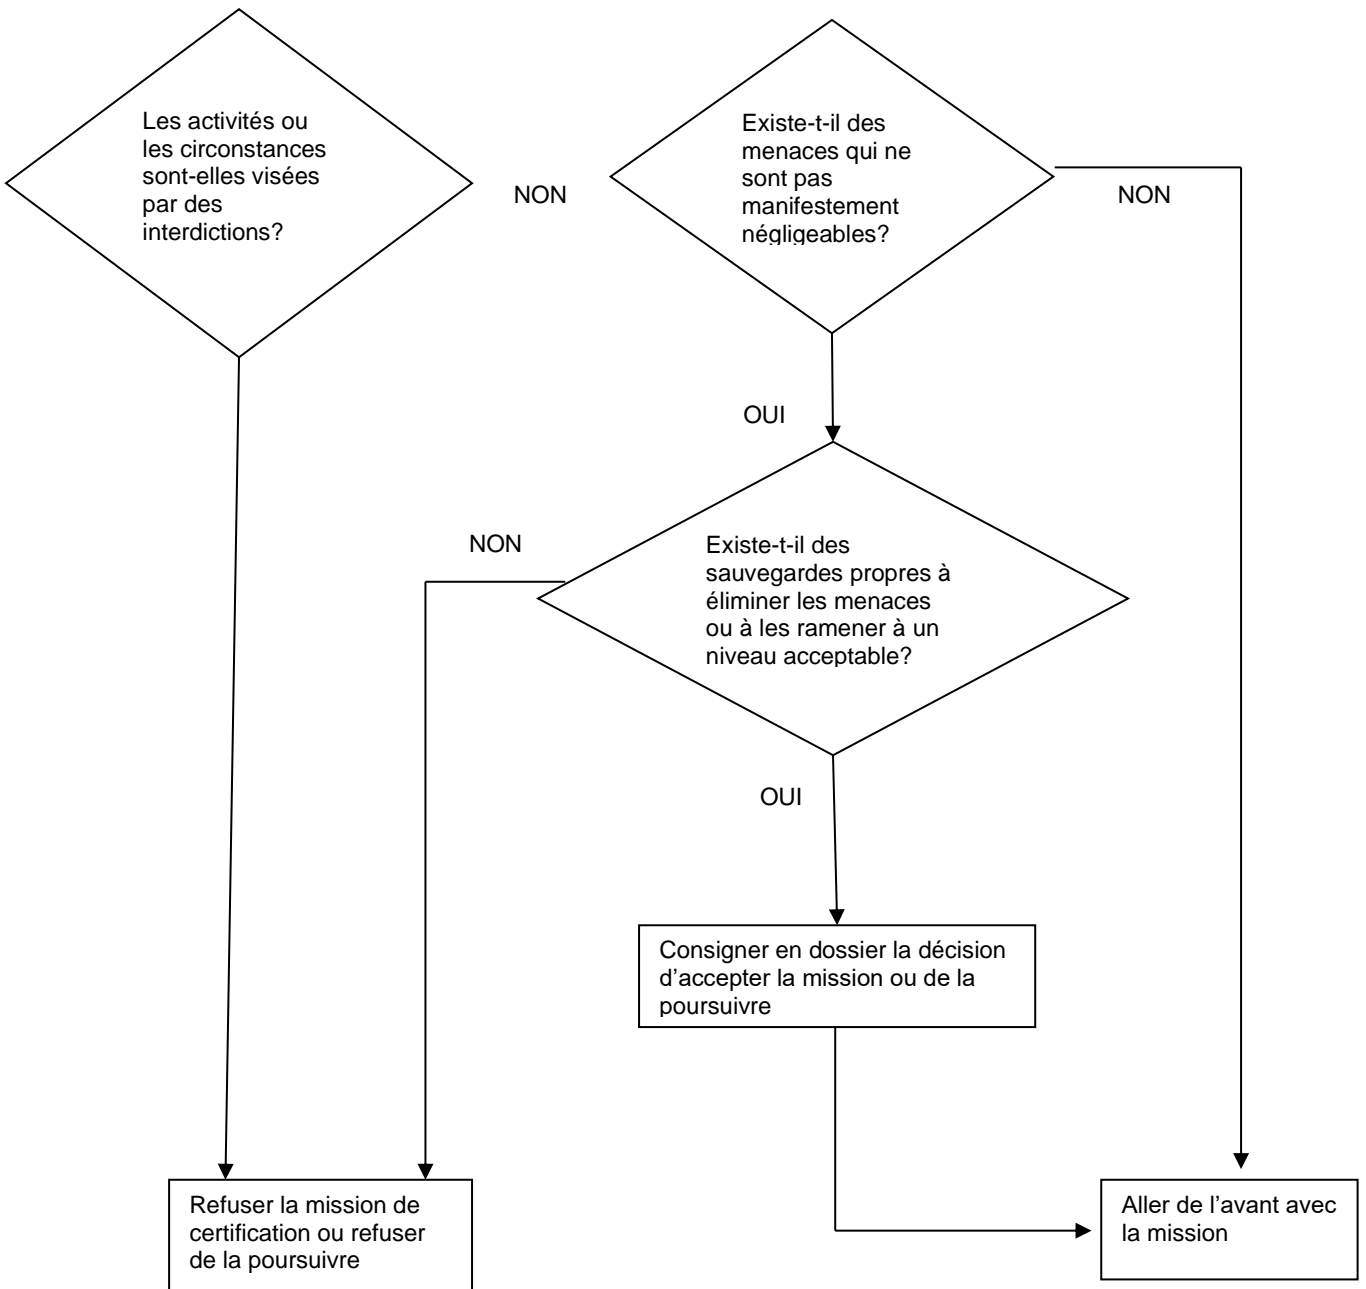 Les activités ou
les circonstances
sont-elles visées
par des
interdictions?
NON
Existe-t-il des
menaces qui ne
sont pas
manifestement
négligeables?
NON
OUI
NON
Existe-t-il des
sauvegardes propres à
éliminer les menaces
ou à les ramener à un
niveau acceptable?
OUI
Consigner en dossier la décision
d’accepter la mission ou de la
poursuivre
Refuser la mission de
certification ou refuser
de la poursuivre
Aller de l’avant avec
la mission